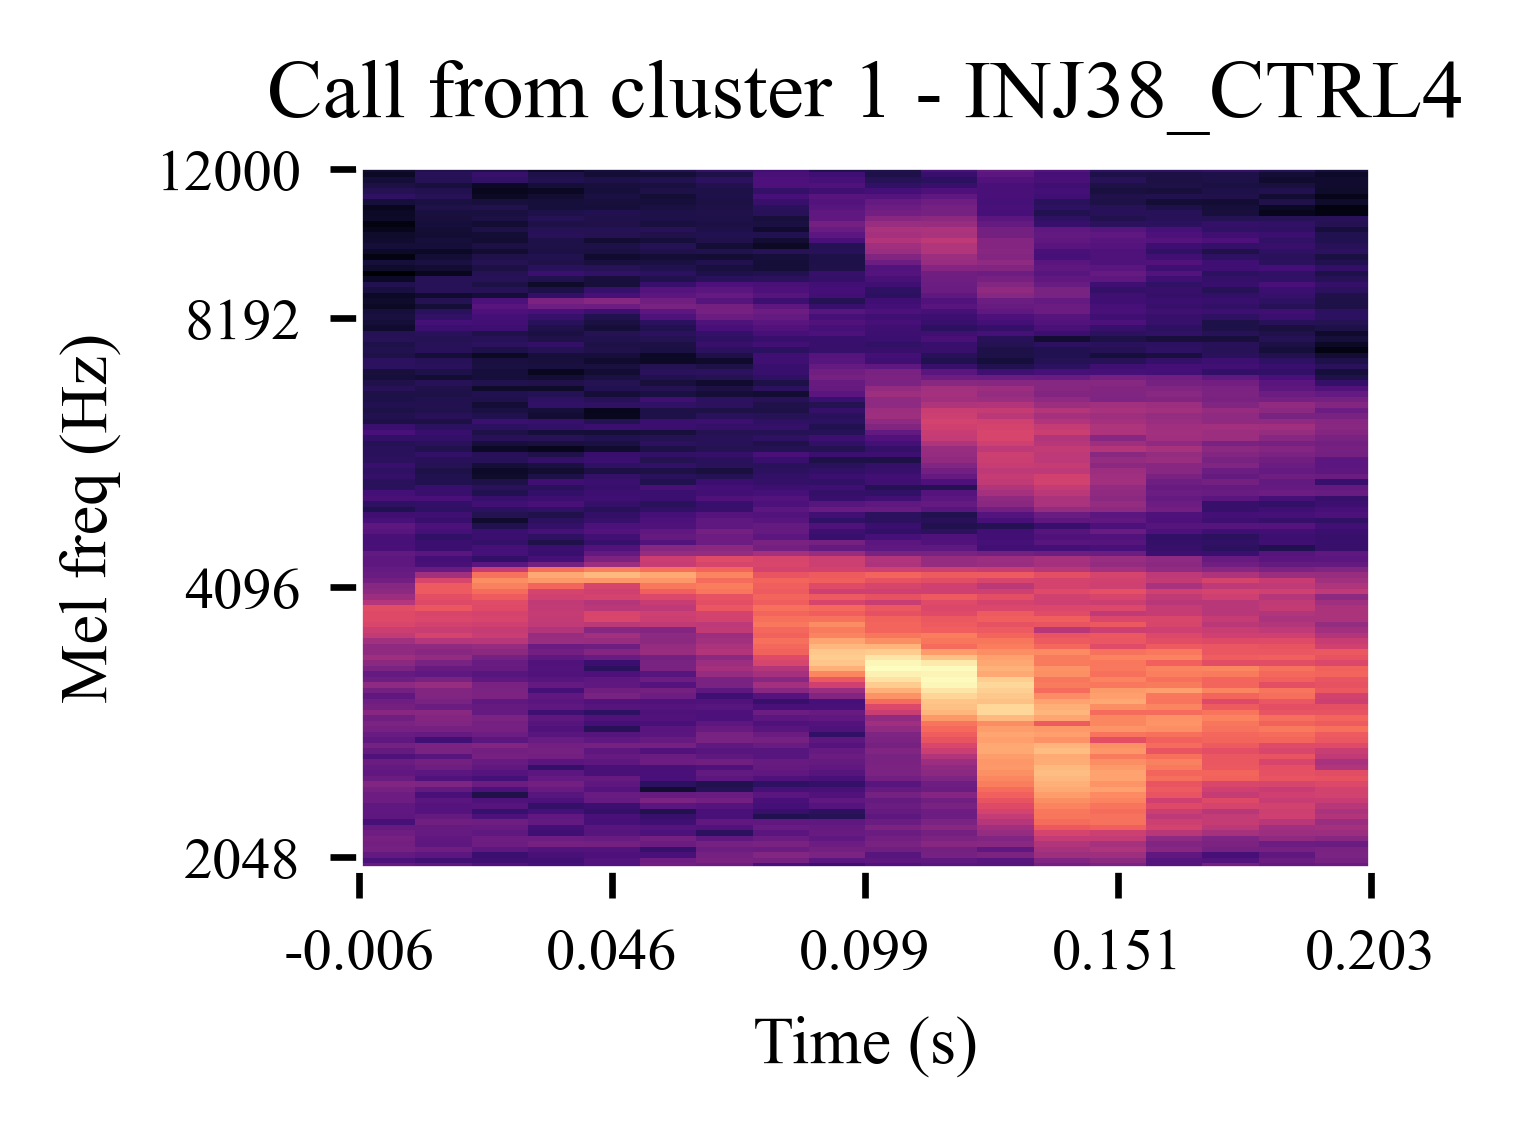 Call from cluster 1 - INJ38_CTRL4
12000
8192
4096
2048
Mel freq (Hz)
-0.006 0.046 0.099 0.151 0.203
Time (s)